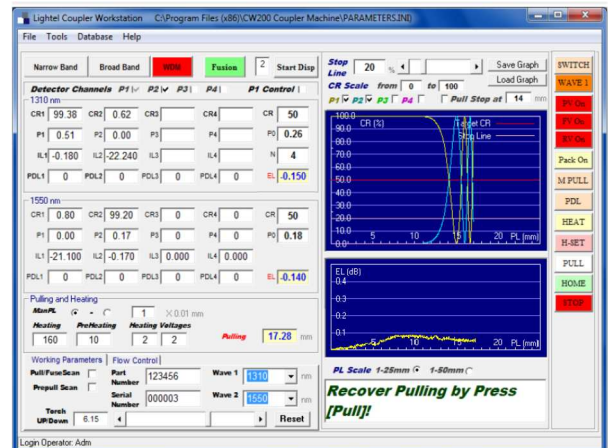 Lightel Coupler Workstation C:\Program Files (x86)\CW200 Coupler Machine\PARAMETERS.INI)
File Tools Database Help
Narrow Band Broad Band WDM Fusion 2 Start Disp
Detector Channels P1 P2 P3 P4 P1 Control
1310 nm
CR1 99.38 CR2 0.62 CR3 0 CR4 0 CR 50
P1 0.51 P2 0.00 P3 P4 P0 0.26
IL1 -0.180 IL2 -22.240 IL3 IL4 N 4
PDL1 0 PDL2 0 PDL3 0 PDL4 0 EL -0.150
1550 nm
CR1 0.80 CR2 99.20 CR3 0 CR4 0 CR 50
P1 0.00 P2 0.17 P3 0 P4 0 P0 0.18
IL1 -21.100 IL2 -0.170 IL3 0.000 IL4 0.000
PDL1 0 PDL2 0 PDL3 0 PDL4 0 EL -0.140
Pulling and Heating
ManPL - 1 X 0.01 mm
Heating PreHeating Heating Voltages
160 10 2 2 Pulling 17.28 mm
Working Parameters Flow Control
Pull/FuseScan Part Number 123456 Wave 1 1310 nm
Prepull Scan
Serial Number 000003 Wave 2 1550 nm
Torch UP/Down 6.15 Reset
Login Operator: Adm
Stop Line 20 % Save Graph
Load Graph
CR Scale from 0 to 100
P1 P2 P3 P4 Pull Stop at 14 mm
100.0 CR (%) Target CR
90.0 Stop Line
80.0
70.0
60.0
50.0
40.0
30.0
20.0
10.0 5 10 15 20 PL [mm]
0.0
EL (dB)
0.4
0.3
0.2
0.1 5 10 15 20 PL [mm]
PL Scale 1-25mm 1-50mm
Recover Pulling by Press
[Pull]!
SWITCH
WAVE 1
PV On
FV On
RV On
Pack On
M PULL
PDL
HEAT
H-SET
PULL
HOME
STOP